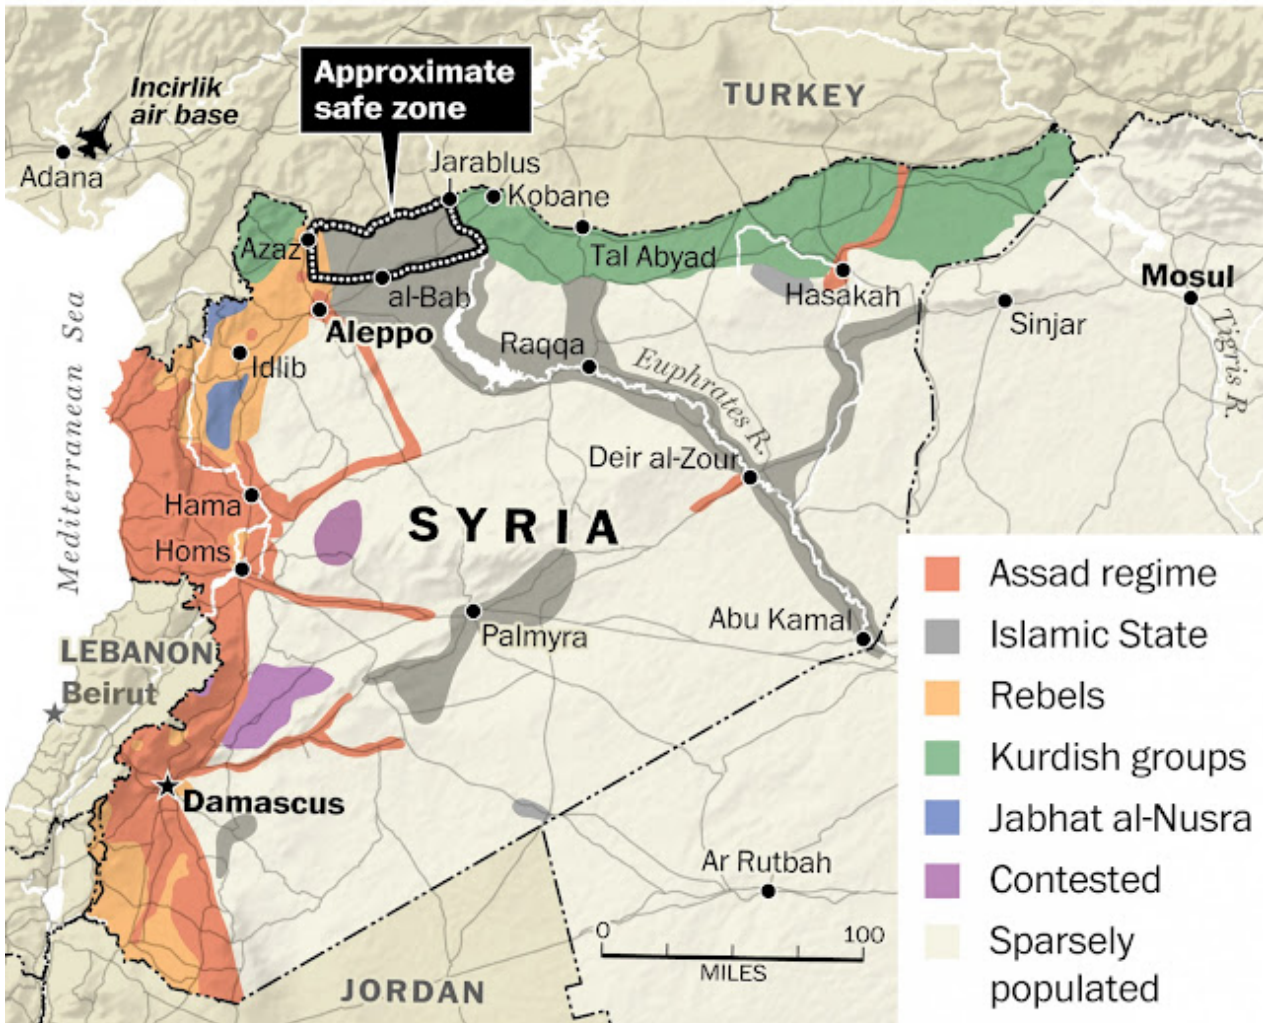 Incirlik
air base
Adana
Approximate
safe zone
TURKEY
Jarablus
Kobane
Azaz
Tal Abyad
al-Bab
Hasakah
Mosul
Sinjar
Tigris R.
Aleppo
Raqqa
Euphrates R.
Idlib
Mediterranean Sea
Deir al-Zour
Hama
SYRIA
Homs
Abu Kamal
Palmyra
LEBANON
Beirut
Damascus
Ar Rutbah
0 100
MILES
JORDAN
Assad regime
Islamic State
Rebels
Kurdish groups
Jabhat al-Nusra
Contested
Sparsely
populated